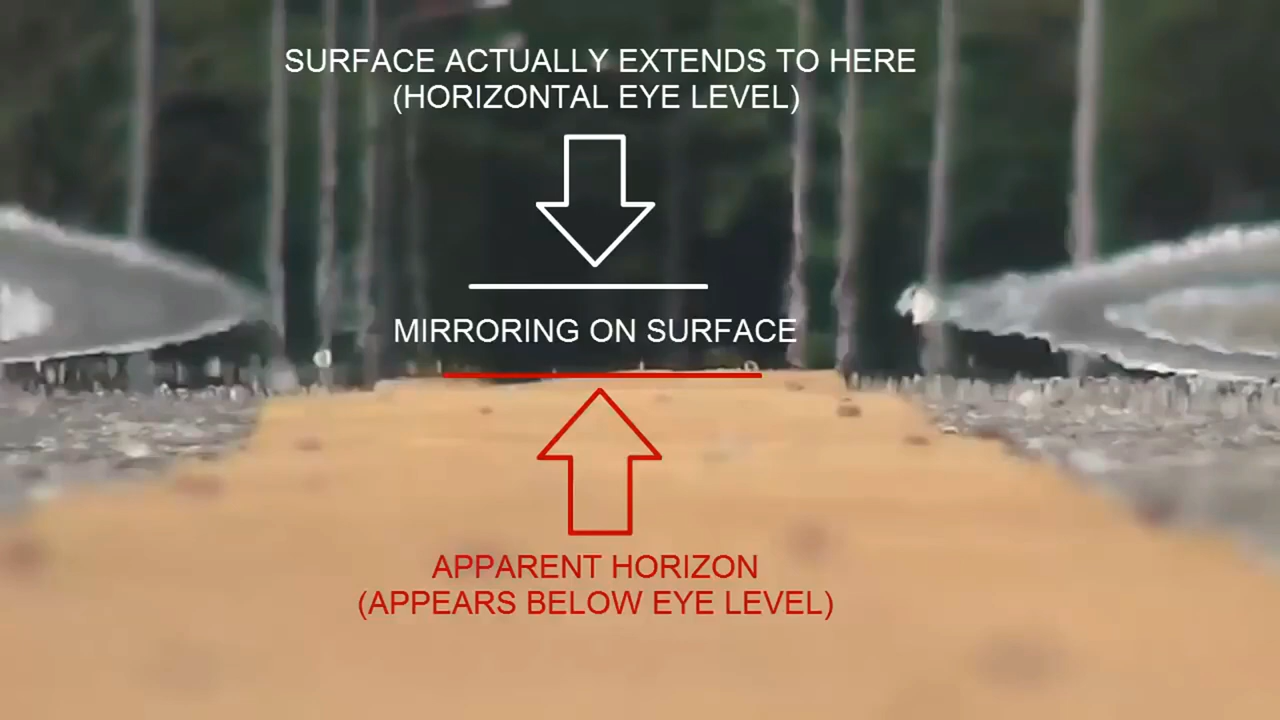 SURFACE ACTUALLY EXTENDS TO HERE
(HORIZONTAL EYE LEVEL)
MIRRORING ON SURFACE
APPARENT HORIZON
(APPEARS BELOW EYE LEVEL)